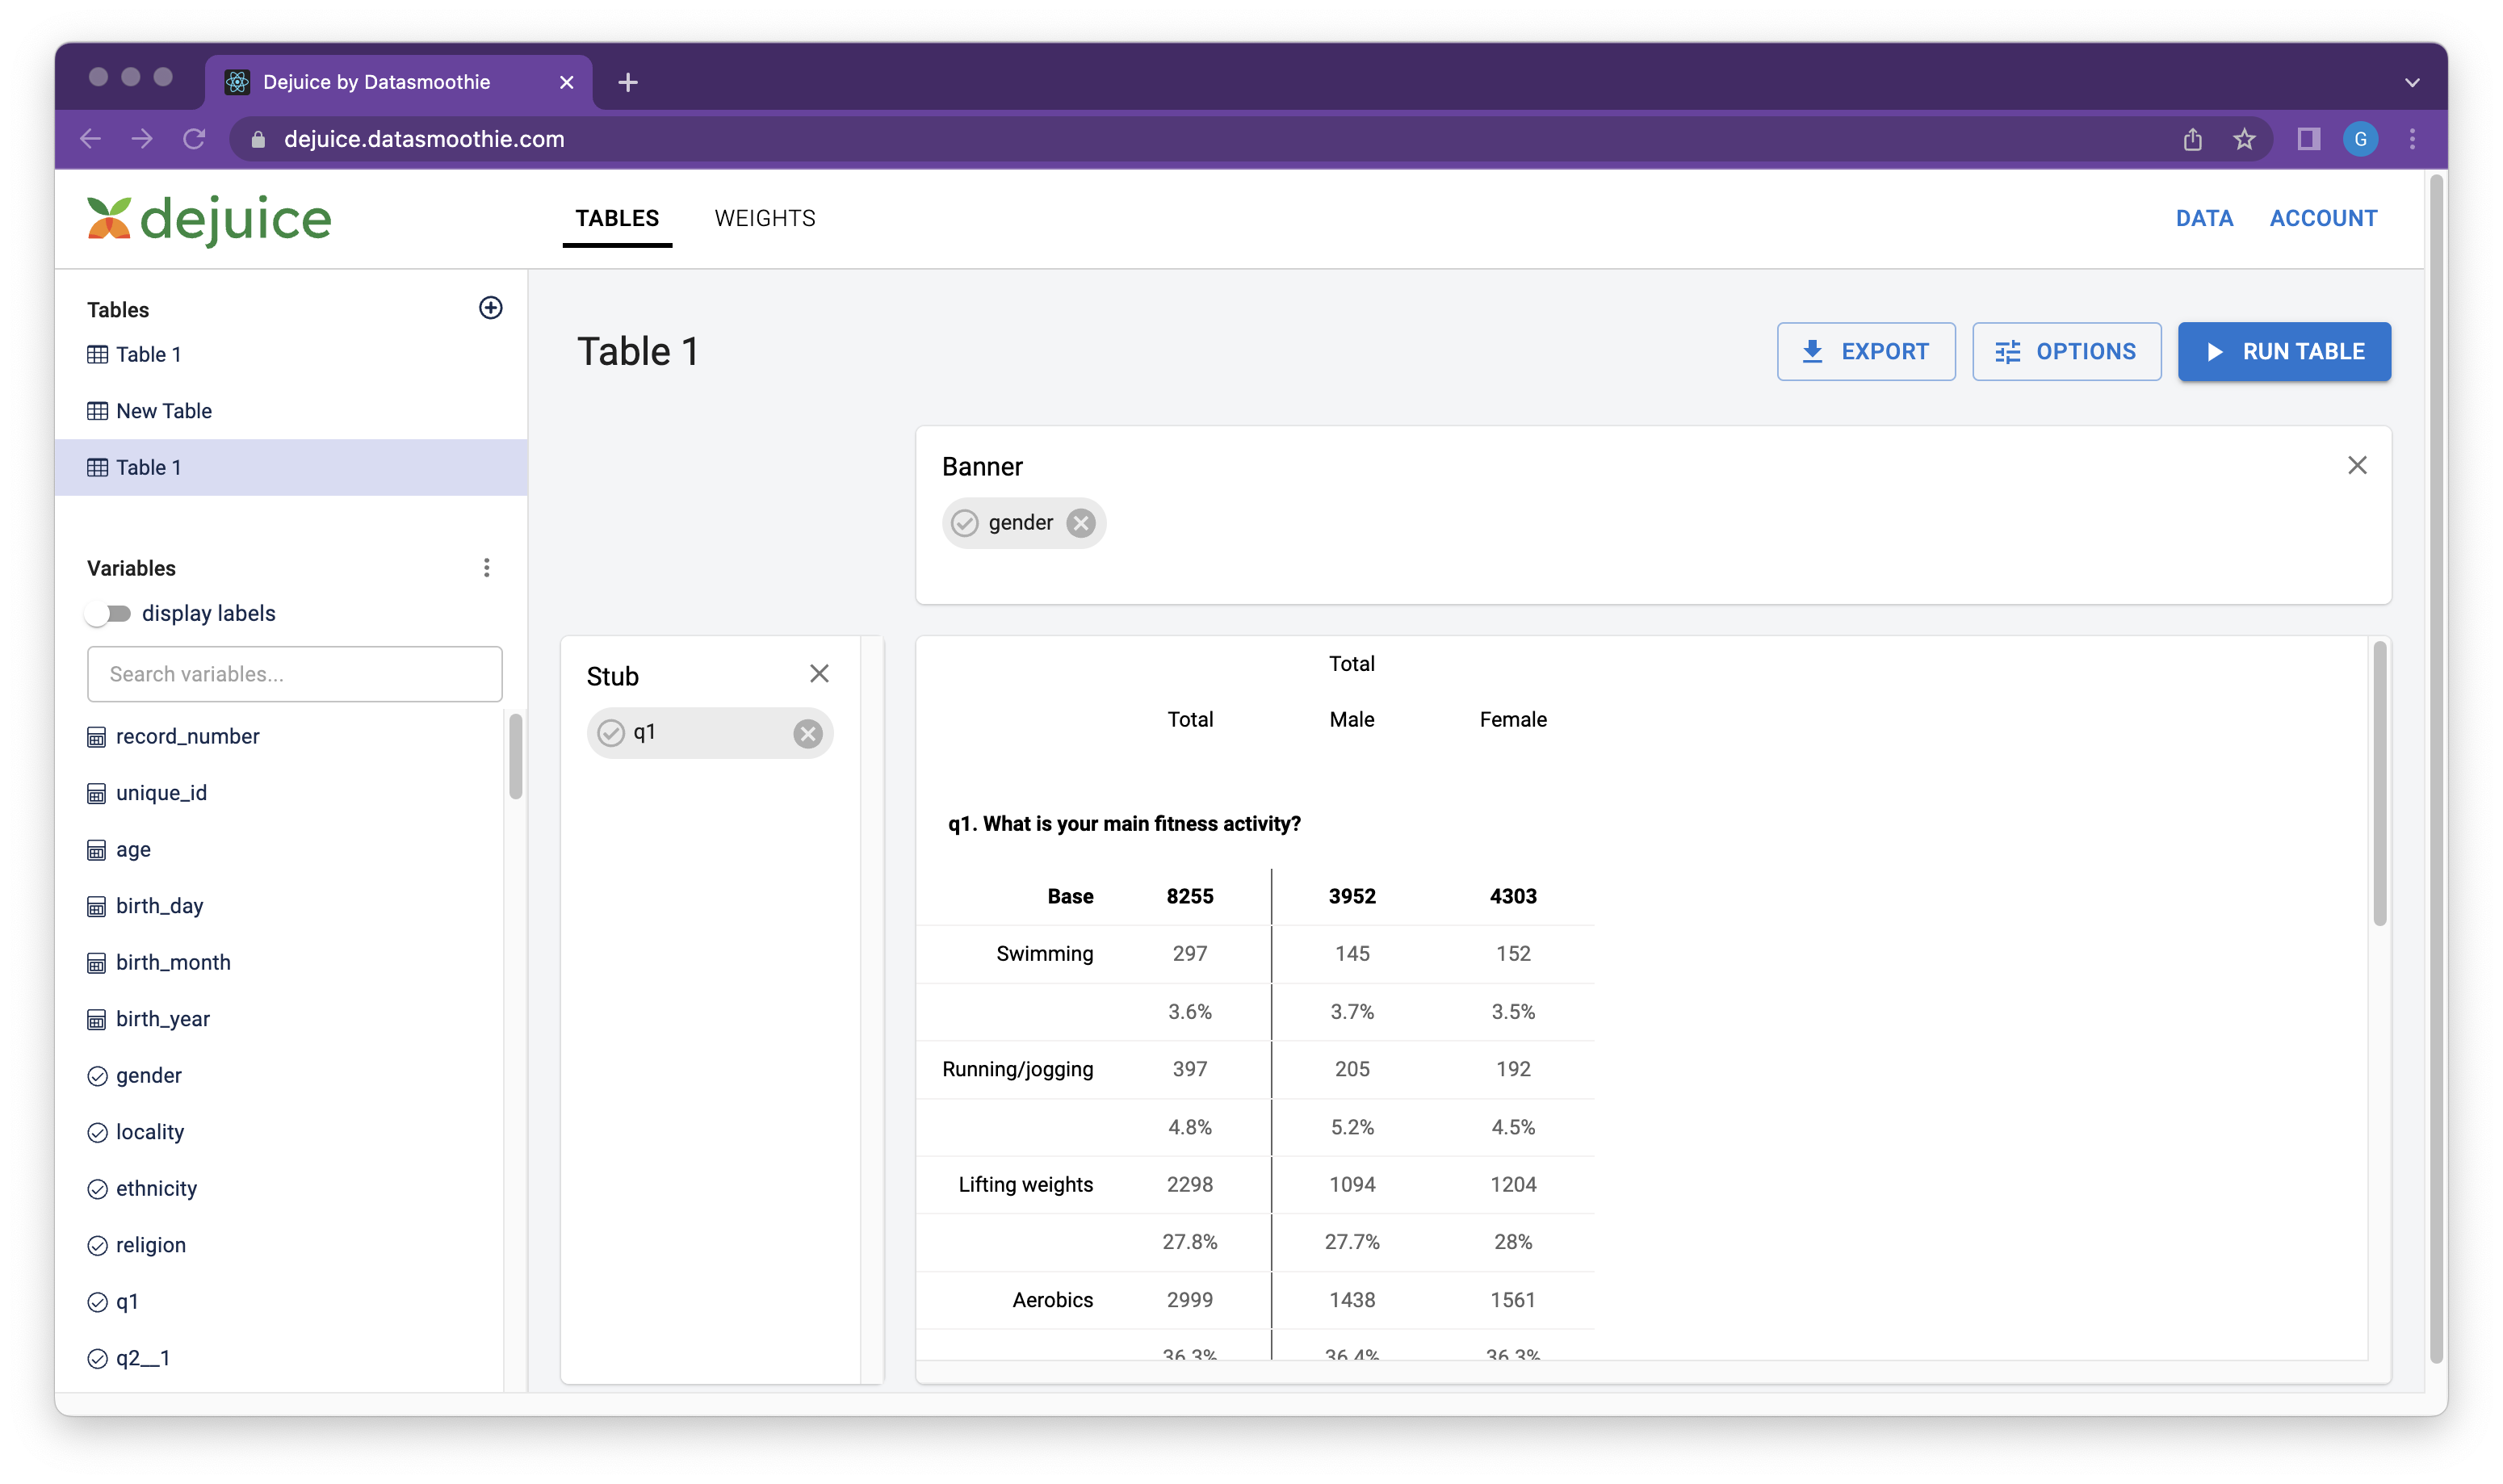 Dejuice by Datasmoothie
dejuice.datasmoothie.com
G
dejuice
TABLES
WEIGHTS
DATA
ACCOUNT
Tables
Table 1
New Table
Table 1
Variables
display labels
Search variables...
record_number
unique_id
age
birth_day
birth_month
birth_year
gender
locality
ethnicity
religion
q1
q2__1
Table 1
EXPORT
OPTIONS
RUN TABLE
Banner
gender
Stub
q1
Total
Total Male Female
q1. What is your main fitness activity?
Base 8255 3952 4303
Swimming 297 145 152
3.6% 3.7% 3.5%
Running/jogging 397 205 192
4.8% 5.2% 4.5%
Lifting weights 2298 1094 1204
27.8% 27.7% 28%
Aerobics 2999 1438 1561
36.3% 36.4% 36.3%